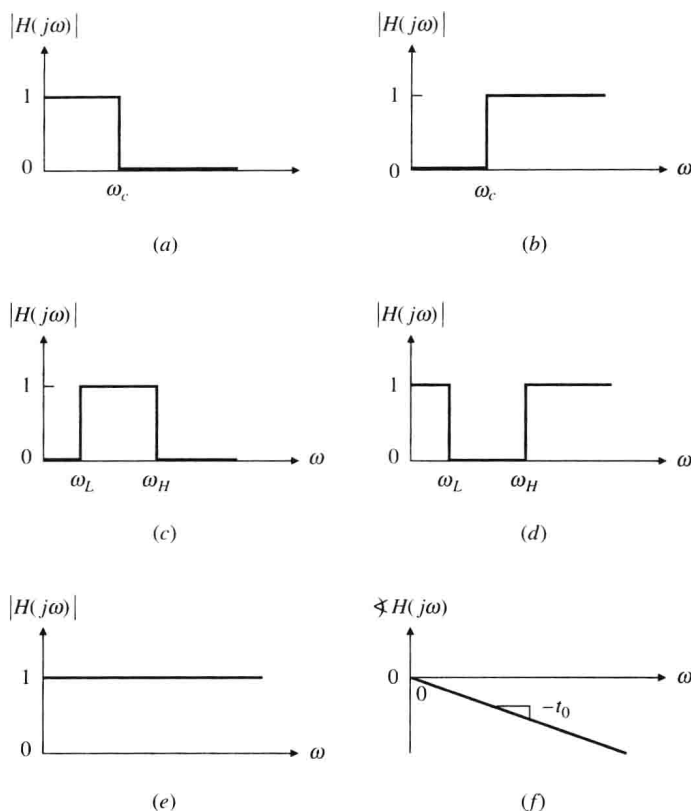 |H(jω)|
1
0
ω_c
(a)
|H(jω)|
1
0
ω_c
ω
(b)
|H(jω)|
1
0
ω_L
ω_H
ω
(c)
|H(jω)|
1
0
ω_L
ω_H
ω
(d)
|H(jω)|
1
0
ω
(e)
∢H(jω)
0
0
−t_0
ω
(f)